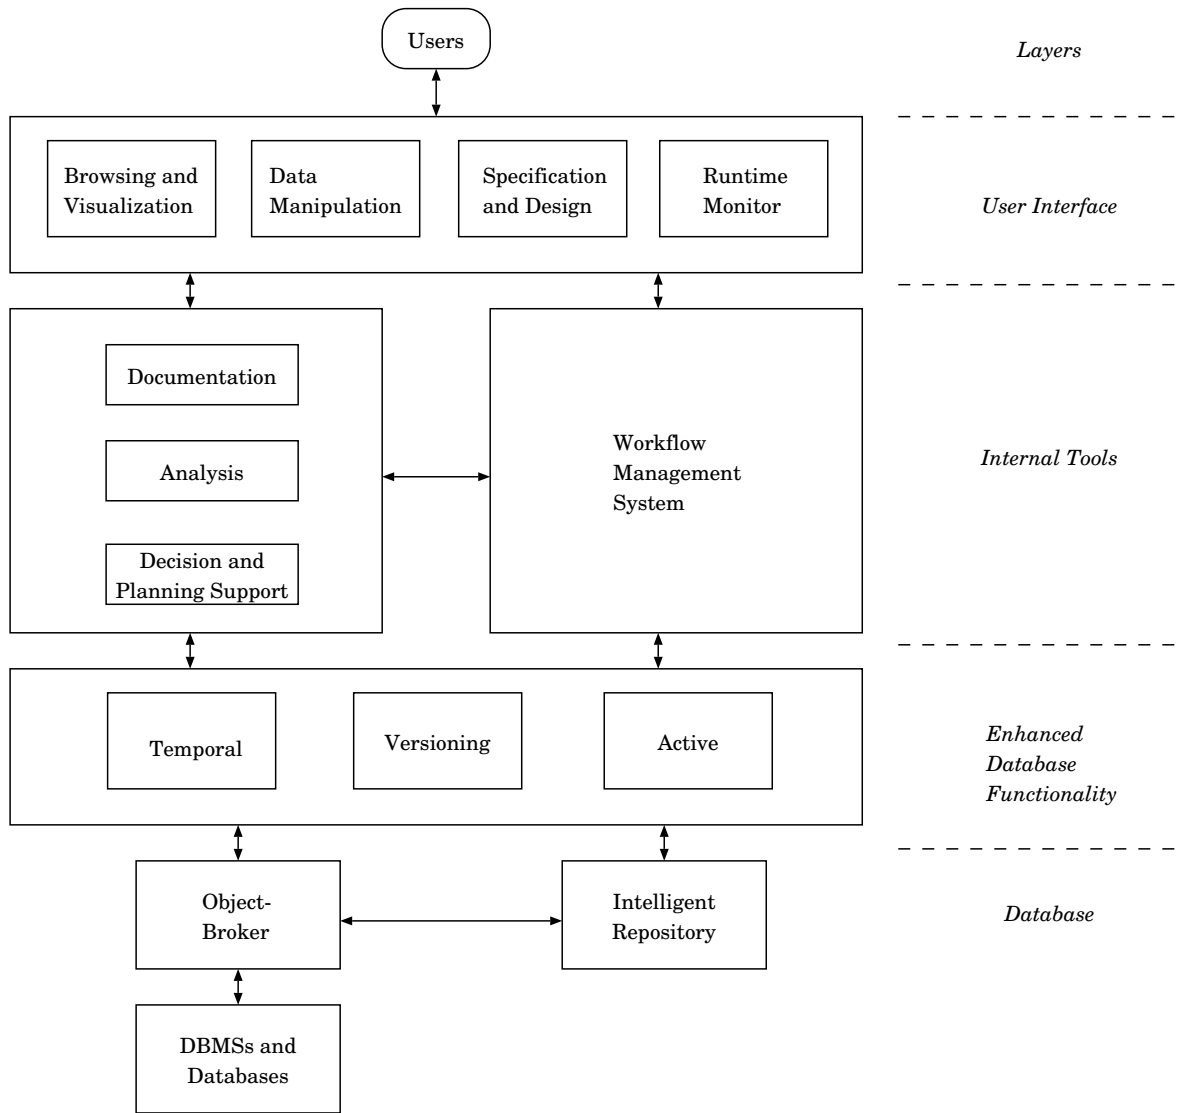 Users
Layers
Browsing and
Visualization
Data
Manipulation
Specification
and Design
Runtime
Monitor
User Interface
Documentation
Analysis
Decision and
Planning Support
Workflow
Management
System
Internal Tools
Temporal
Versioning
Active
Enhanced
Database
Functionality
Object-
Broker
Intelligent
Repository
Database
DBMSs and
Databases